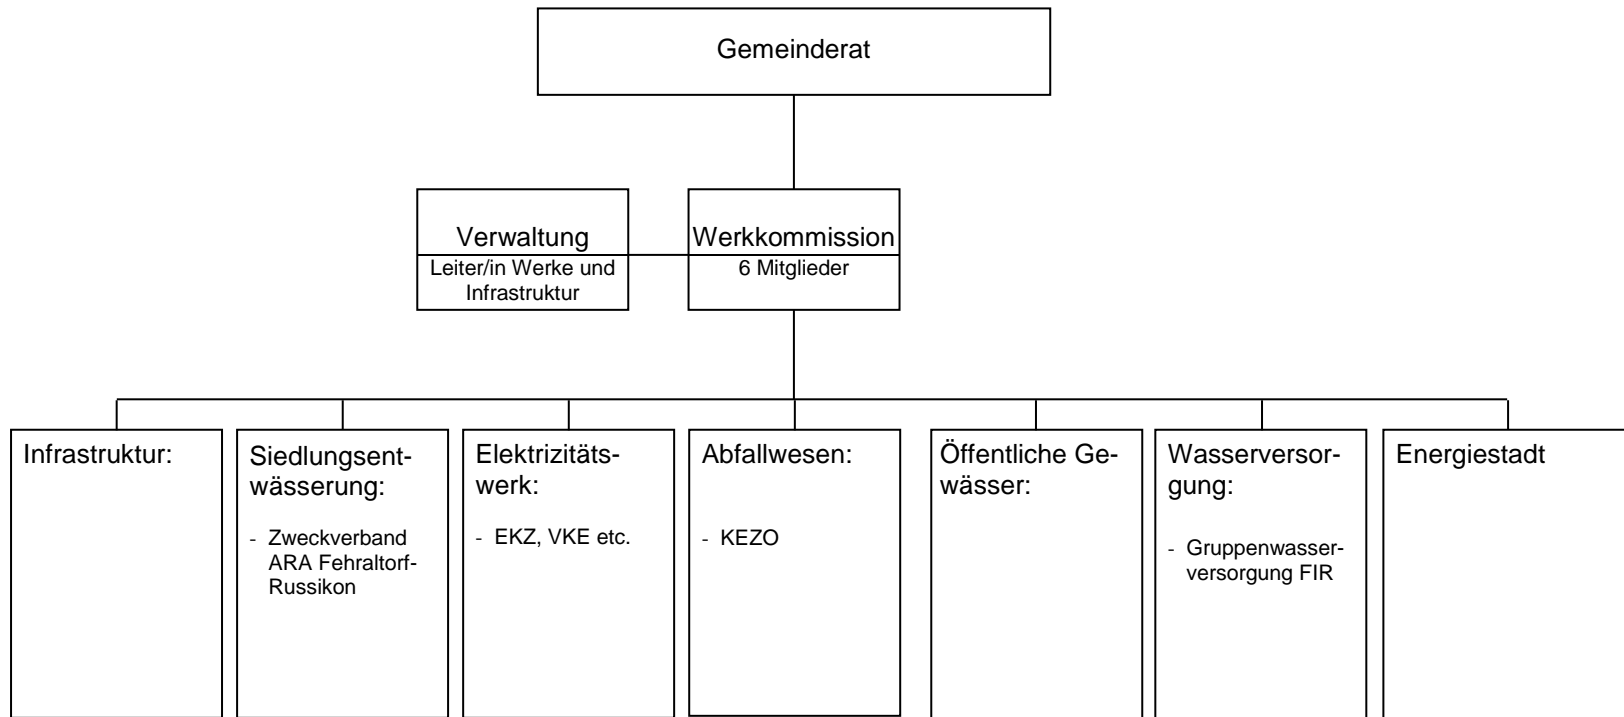 Gemeinderat
Verwaltung
Leiter/in Werke und
Infrastruktur
Werkkommission
6 Mitglieder
Infrastruktur:
Siedlungsent-
wässerung:
- Zweckverband
ARA Fehraltorf-
Russikon
Elektrizitäts-
werk:
- EKZ, VKE etc.
Abfallwesen:
- KEZO
Öffentliche Ge-
wässer:
Wasserversor-
gung:
- Gruppenwasser-
versorgung FIR
Energiestadt